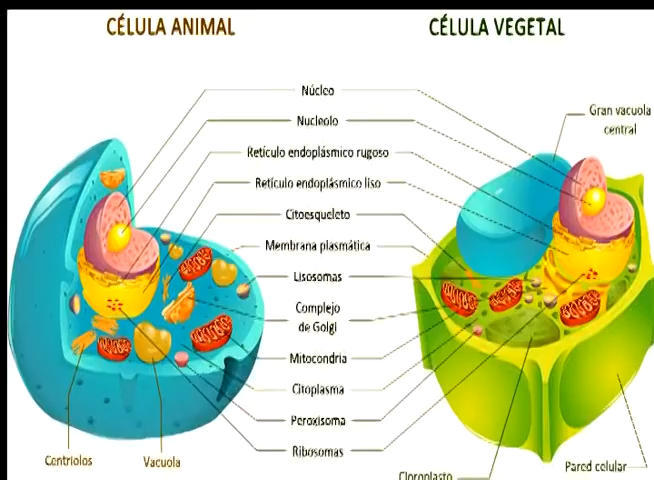 CÉLULA ANIMAL
CÉLULA VEGETAL
Núcleo
Nucleolo
Retículo endoplásmico rugoso
Retículo endoplásmico liso
Citoesqueleto
Membrana plasmática
Lisosomas
Complejo
de Golgi
Mitocondria
Citoplasma
Peroxisoma
Ribosomas
Gran vacuola
central
Centriolos
Vacuola
Cloroplasto
Pared celular